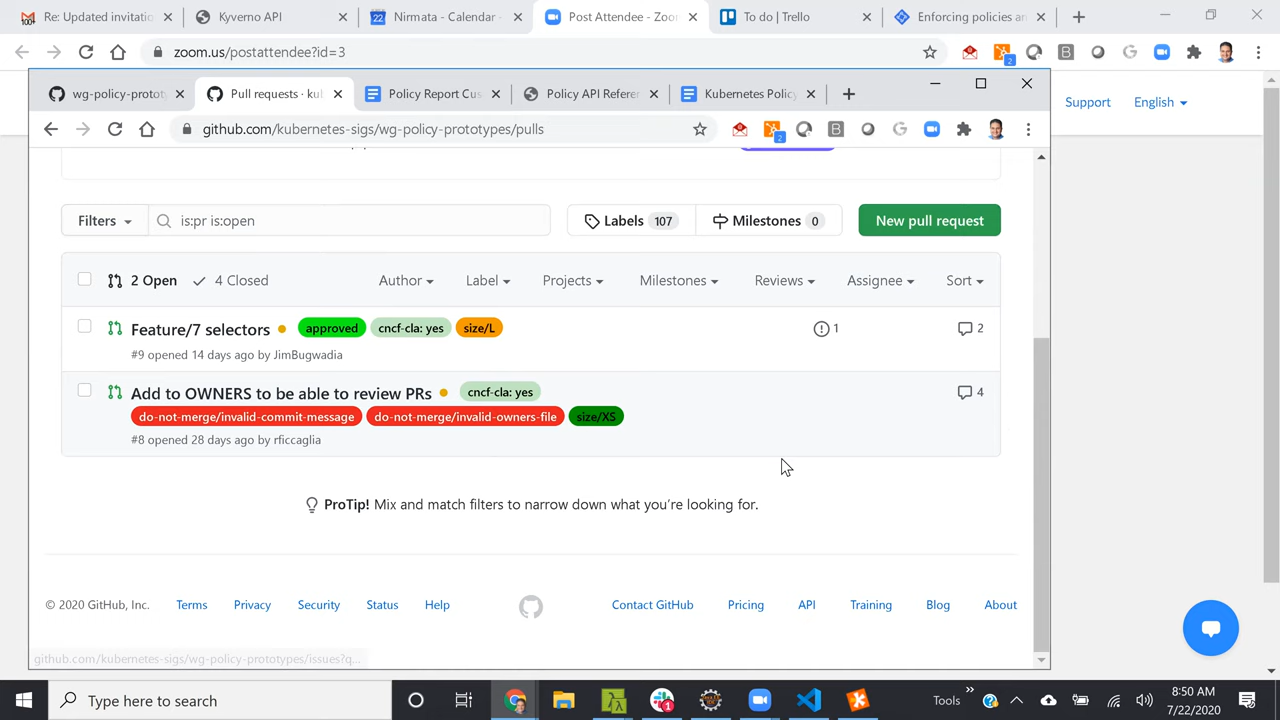 Re: Updated invitatio
Kyverno API
Nirmata - Calendar -
Post Attendee - Zoo
To do | Trello
Enforcing policies an
zoom.us/postattendee?id=3
2
wg-policy-protot
Pull requests · ku
Policy Report Cus
Policy API Refere
Kubernetes Policy
github.com/kubernetes-sigs/wg-policy-prototypes/pulls
2
Support
English
Filters
is:pr is:open
Labels 107
Milestones 0
New pull request
2 Open
4 Closed
Author
Label
Projects
Milestones
Reviews
Assignee
Sort
Feature/7 selectors
approved
cncf-cla: yes
size/L
1
2
#9 opened 14 days ago by JimBugwadia
Add to OWNERS to be able to review PRs
cncf-cla: yes
4
do-not-merge/invalid-commit-message
do-not-merge/invalid-owners-file
size/XS
#8 opened 28 days ago by rficcaglia
ProTip! Mix and match filters to narrow down what you're looking for.
© 2020 GitHub, Inc.
Terms
Privacy
Security
Status
Help
Contact GitHub
Pricing
API
Training
Blog
About
github.com/kubernetes-sigs/wg-policy-prototypes/issues?q...
Type here to search
1
Tools
8:50 AM
7/22/2020